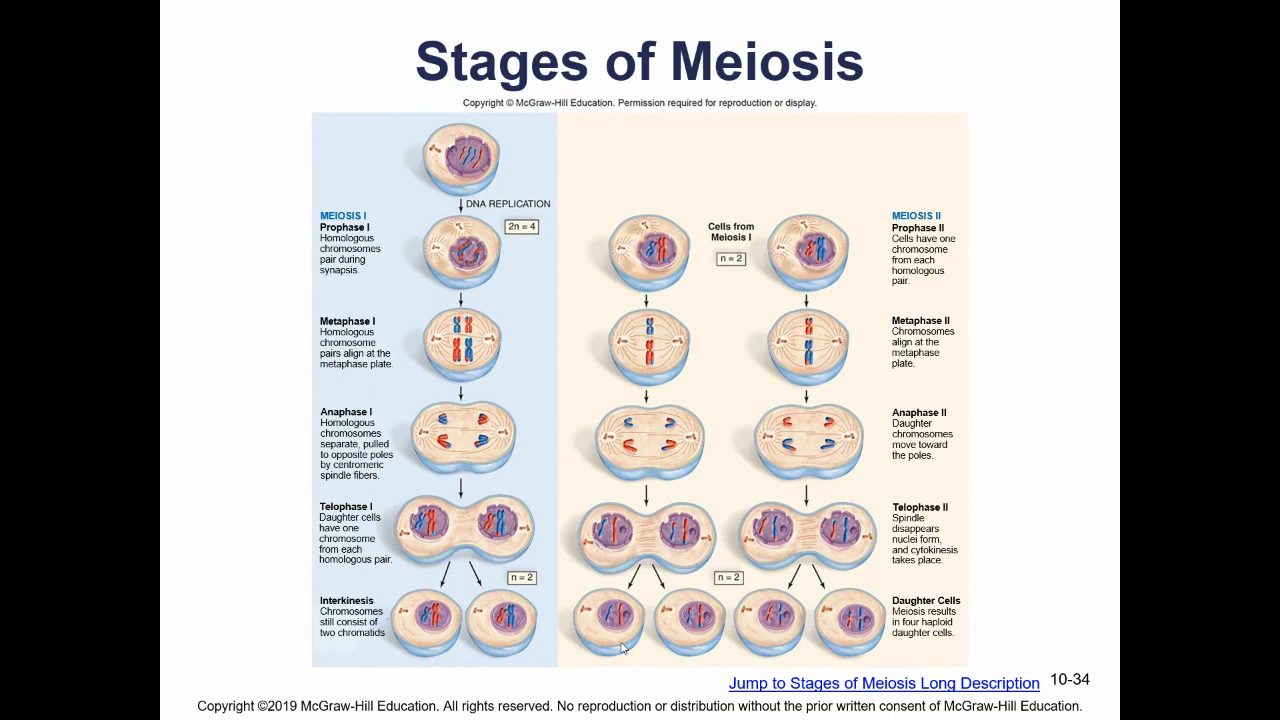 Stages of Meiosis
Copyright © McGraw-Hill Education. Permission required for reproduction or display.
DNA REPLICATION
MEIOSIS I
Prophase I
Homologous
chromosomes
pair during
synapsis.
2n = 4
Metaphase I
Homologous
chromosome
pairs align at the
metaphase plate.
Anaphase I
Homologous
chromosomes
separate, pulled
to opposite poles
by centromeric
spindle fibers.
Telophase I
Daughter cells
have one
chromosome
from each
homologous pair.
n = 2
Interkinesis
Chromosomes
still consist of
two chromatids
Cells from
Meiosis I
n = 2
MEIOSIS II
Prophase II
Cells have one
chromosome
from each
homologous
pair.
Metaphase II
Chromosomes
align at the
metaphase
plate.
Anaphase II
Daughter
chromosomes
move toward
the poles.
Telophase II
Spindle
disappears
nuclei form,
and cytokinesis
takes place.
n = 2
Daughter Cells
Meiosis results
in four haploid
daughter cells.
Jump to Stages of Meiosis Long Description
10-34
Copyright ©2019 McGraw-Hill Education. All rights reserved. No reproduction or distribution without the prior written consent of McGraw-Hill Education.